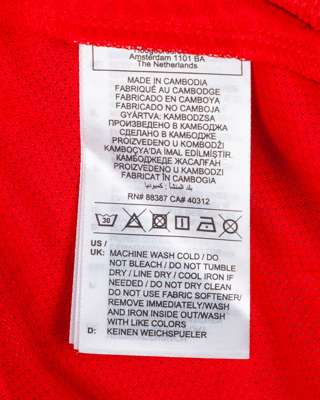 Amsterdam 1101 BA
The Netherlands
MADE IN CAMBODIA
FABRIQUÉ AU CAMBODGE
FABRICADO EN CAMBOYA
FABRICADO NO CAMBOJA
GYÁRTVA: KAMBODZSA
ПРОИЗВЕДЕНО В КАМБОДЖА
СДЕЛАНО В КАМБОДЖЕ
PROIZVEDENO U KOMBODŽI
KAMBOÇYA'DA İMAL EDİLMİŞTİR.
КАМБОДЖЕДЕ ЖАСАЛҒАН
PROIZVEDENO U KAMBODŽI
FABRICAT ÎN CAMBOGIA
بلد المنشأ : كمبوديا
RN# 88387 CA# 40312
30
US /
UK: MACHINE WASH COLD / DO
NOT BLEACH / DO NOT TUMBLE
DRY / LINE DRY / COOL IRON IF
NEEDED / DO NOT DRY CLEAN
DO NOT USE FABRIC SOFTENER/
REMOVE IMMEDIATELY/WASH
AND IRON INSIDE OUT/WASH
WITH LIKE COLORS
D: KEINEN WEICHSPUELER